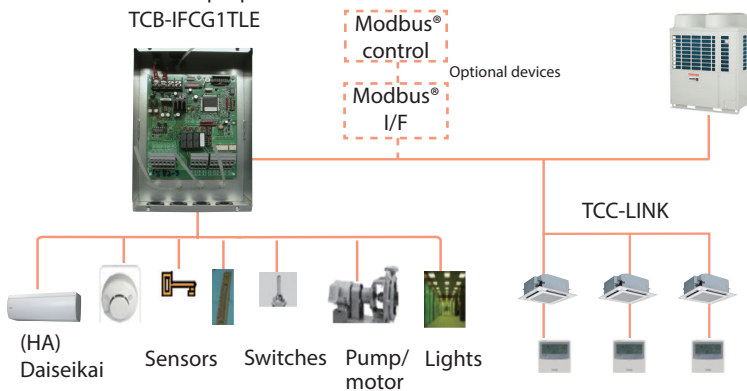 TCB-IFCG1TLE
Modbus®
control
Optional devices
Modbus®
I/F
TCC-LINK
(HA)
Daiseikai
Sensors
Switches
Pump/
motor
Lights